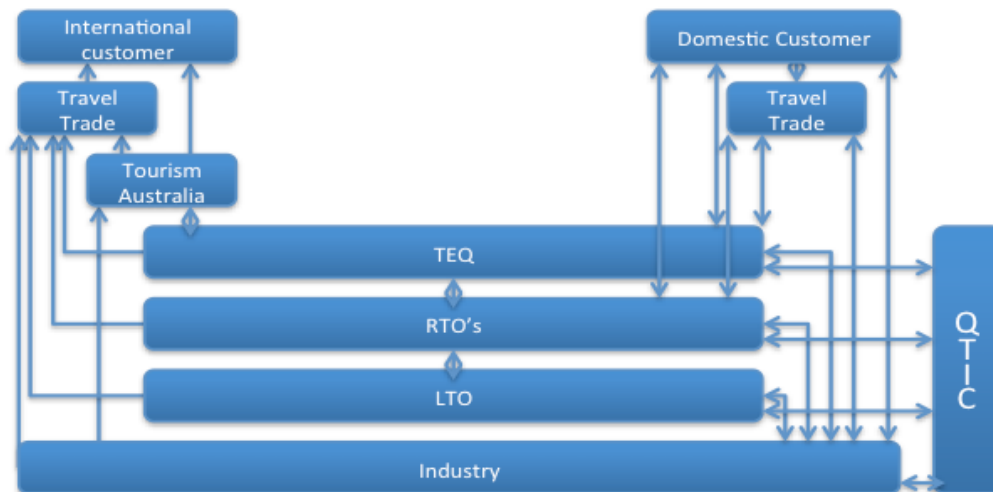 International
customer
Domestic Customer
Travel
Trade
Travel
Trade
Tourism
Australia
TEQ
RTO's
LTO
Industry
Q
T
I
C